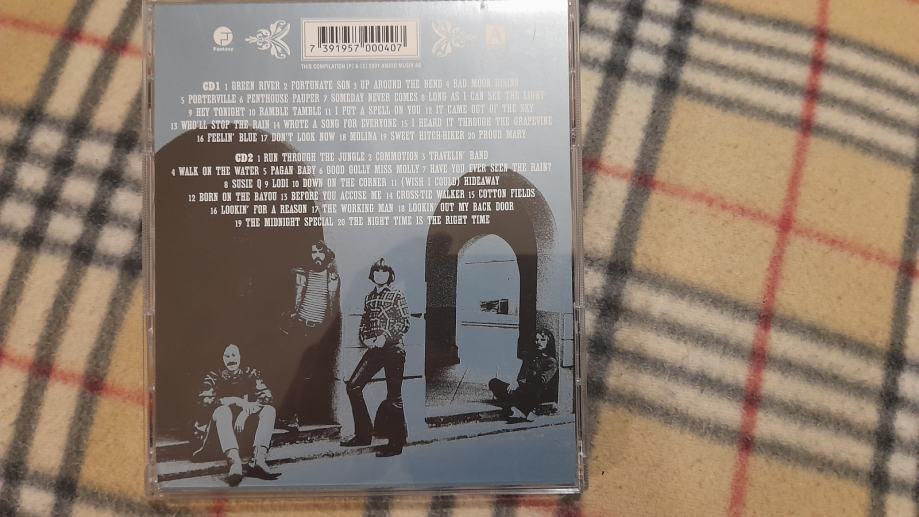 Fantasy
7 391957 000407
A
THIS COMPILATION (P) & (C) 2007 AMIGO MUSIK AB
CD1 1 GREEN RIVER 2 FORTUNATE SON 3 UP AROUND THE BEND 4 BAD MOON RISING
5 PORTERVILLE 6 PENTHOUSE PAUPER 7 SOMEDAY NEVER COMES 8 LONG AS I CAN SEE THE LIGHT
9 HEY TONIGHT 10 RAMBLE TAMBLE 11 I PUT A SPELL ON YOU 12 IT CAME OUT OF THE SKY
13 WHO'LL STOP THE RAIN 14 WROTE A SONG FOR EVERYONE 15 I HEARD IT THROUGH THE GRAPEVINE
16 FEELIN' BLUE 17 DON'T LOOK NOW 18 MOLINA 19 SWEET HITCH-HIKER 20 PROUD MARY
CD2 1 RUN THROUGH THE JUNGLE 2 COMMOTION 3 TRAVELIN' BAND
4 WALK ON THE WATER 5 PAGAN BABY 6 GOOD GOLLY MISS MOLLY 7 HAVE YOU EVER SEEN THE RAIN?
8 SUSIE Q 9 LODI 10 DOWN ON THE CORNER 11 (WISH I COULD) HIDEAWAY
12 BORN ON THE BAYOU 13 BEFORE YOU ACCUSE ME 14 CROSS-TIE WALKER 15 COTTON FIELDS
16 LOOKIN' FOR A REASON 17 THE WORKING MAN 18 LOOKIN' OUT MY BACK DOOR
19 THE MIDNIGHT SPECIAL 20 THE NIGHT TIME IS THE RIGHT TIME